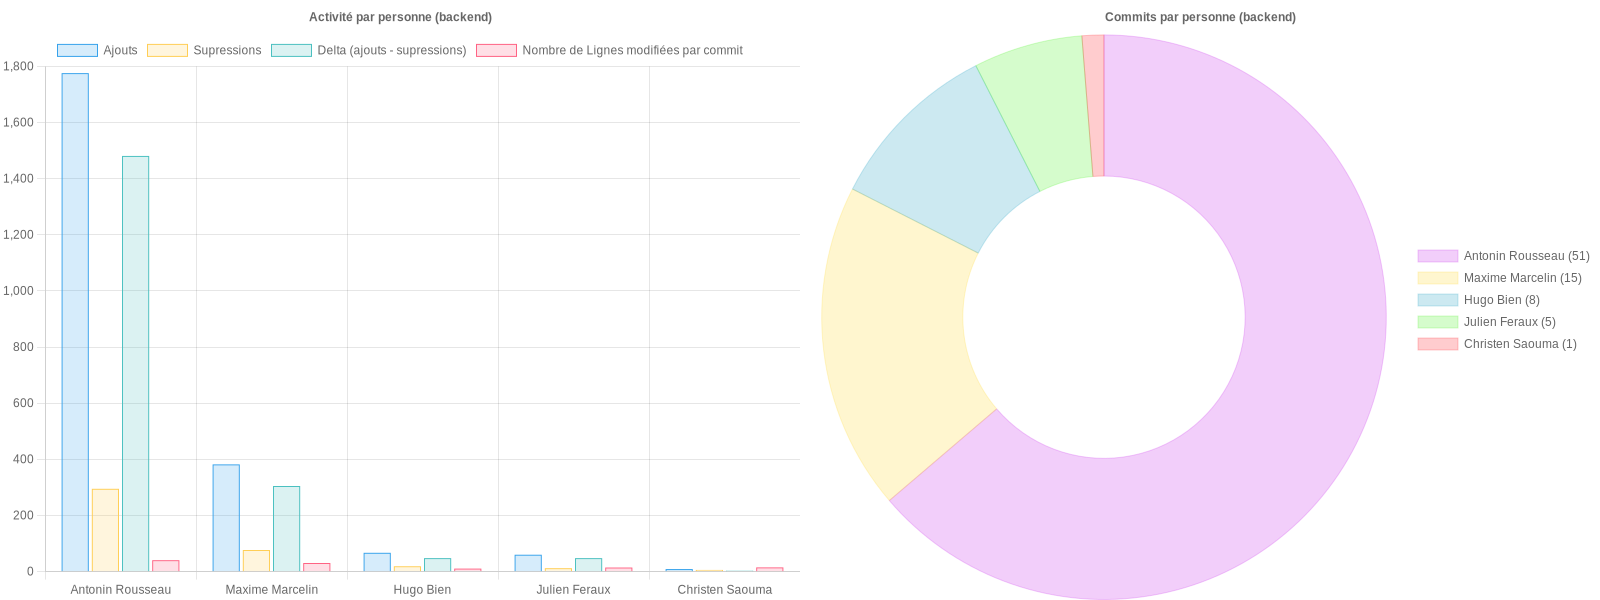 Activité par personne (backend)
Ajouts Supressions Delta (ajouts - supressions) Nombre de Lignes modifiées par commit
1,800
1,600
1,400
1,200
1,000
800
600
400
200
0
Antonin Rousseau Maxime Marcelin Hugo Bien Julien Feraux Christen Saouma
Commits par personne (backend)
Antonin Rousseau (51)
Maxime Marcelin (15)
Hugo Bien (8)
Julien Feraux (5)
Christen Saouma (1)